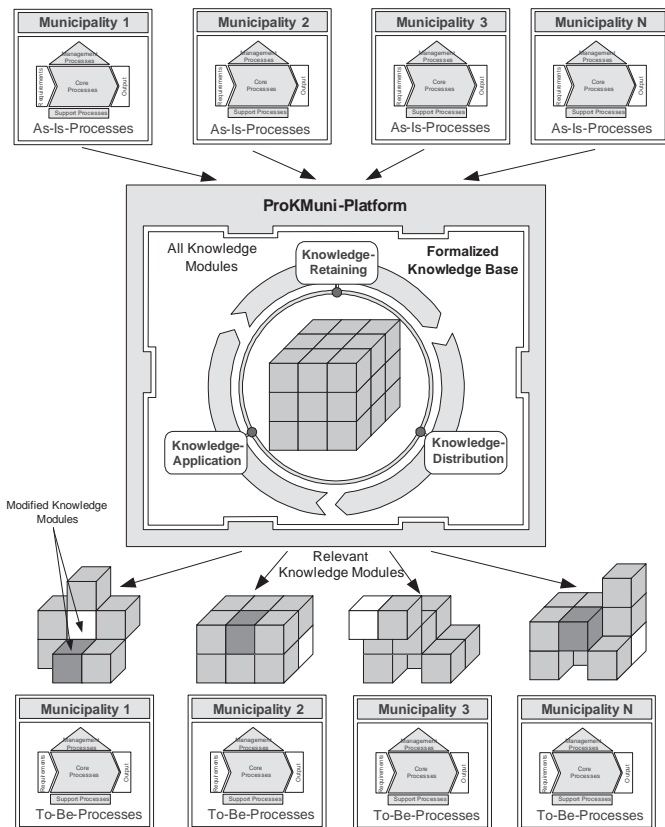 Municipality 1
Management
Processes
Requirements
Core
Processes
Output
Support Processes
As-Is-Processes
Municipality 2
Management
Processes
Requirements
Core
Processes
Output
Support Processes
As-Is-Processes
Municipality 3
Management
Processes
Requirements
Core
Processes
Output
Support Processes
As-Is-Processes
Municipality N
Management
Processes
Requirements
Core
Processes
Output
Support Processes
As-Is-Processes
ProKMuni-Platform
All Knowledge
Modules
Knowledge-
Retaining
Formalized
Knowledge Base
Knowledge-
Application
Knowledge-
Distribution
Modified Knowledge
Modules
Relevant
Knowledge Modules
Municipality 1
Management
Processes
Requirements
Core
Processes
Output
Support Processes
To-Be-Processes
Municipality 2
Management
Processes
Requirements
Core
Processes
Output
Support Processes
To-Be-Processes
Municipality 3
Management
Processes
Requirements
Core
Processes
Output
Support Processes
To-Be-Processes
Municipality N
Management
Processes
Requirements
Core
Processes
Output
Support Processes
To-Be-Processes